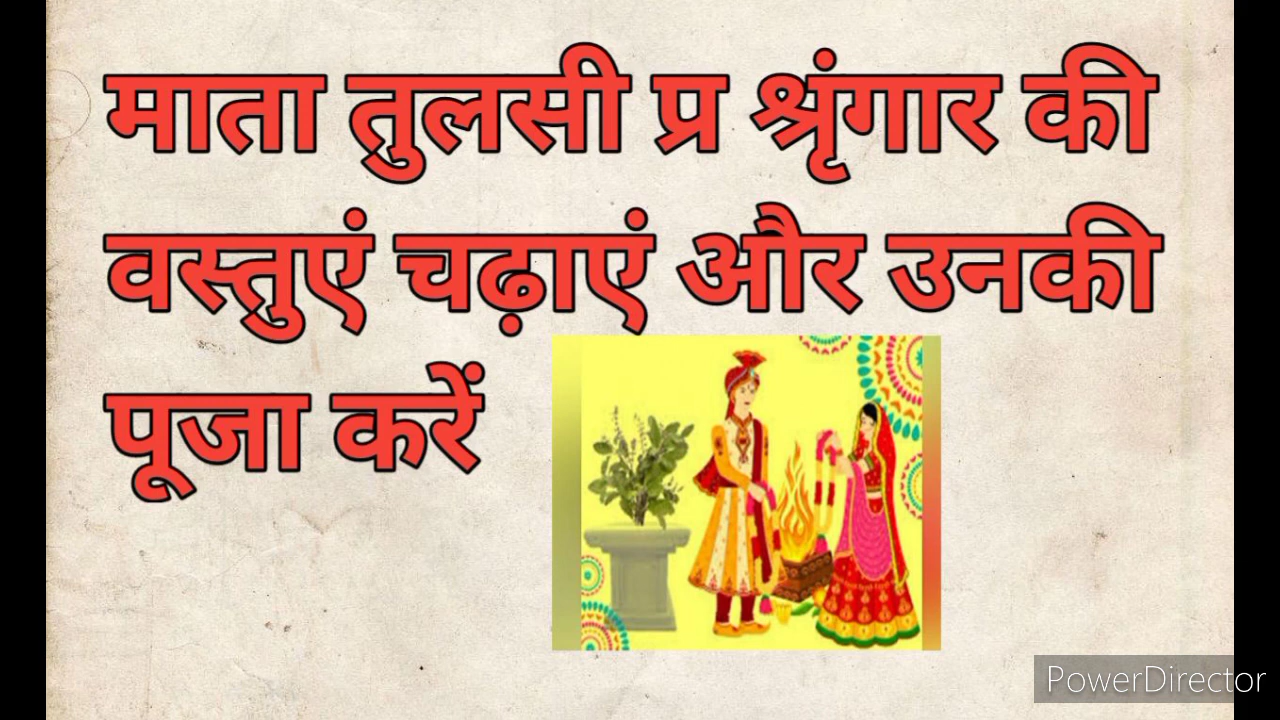 माता तुलसी प्र श्रृंगार की
वस्तुएं चढ़ाएं और उनकी
पूजा करें
PowerDirector